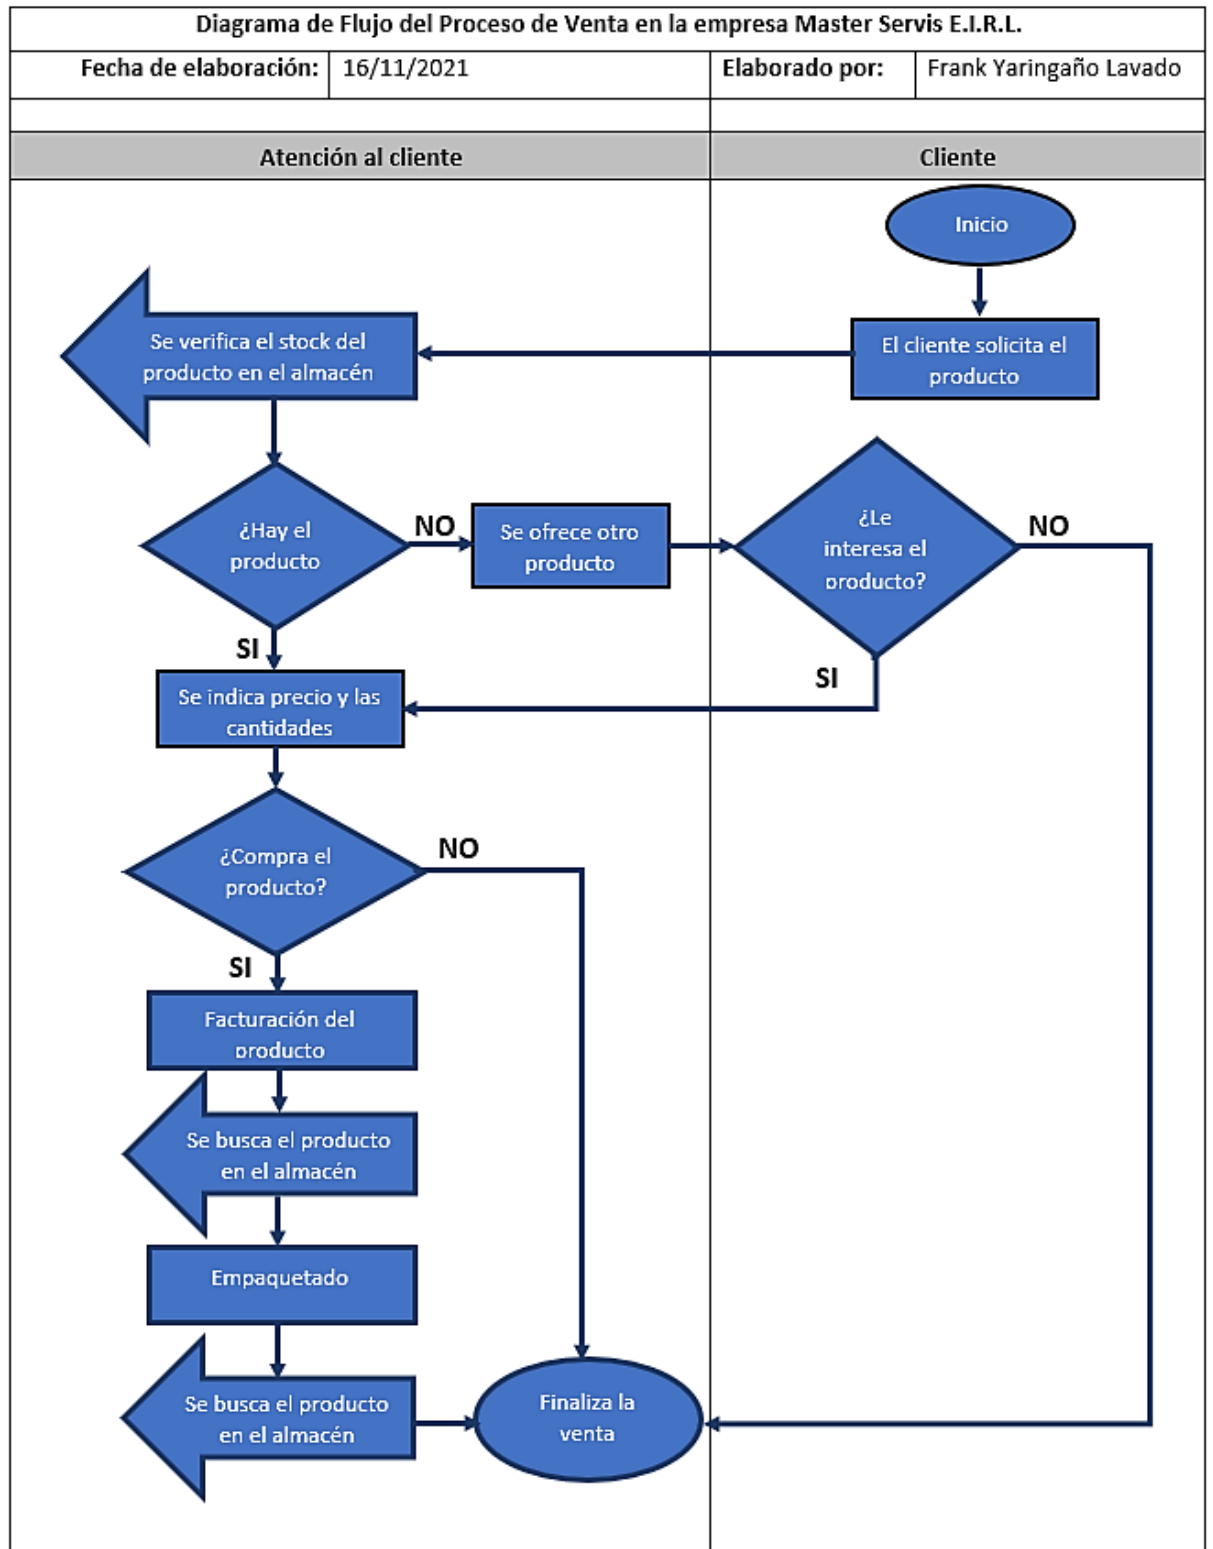 Diagrama de Flujo del Proceso de Venta en la empresa Master Servis E.I.R.L.
Fecha de elaboración: 16/11/2021 Elaborado por: Frank Yaringaño Lavado
Atención al cliente Cliente
Inicio
El cliente solicita el
producto
Se verifica el stock del
producto en el almacén
¿Hay el
producto
NO
Se ofrece otro
producto
¿Le
interesa el
producto?
NO
SI
SI
Se indica precio y las
cantidades
¿Compra el
producto?
NO
SI
Facturación del
producto
Se busca el producto
en el almacén
Empaquetado
Se busca el producto
en el almacén
Finaliza la
venta